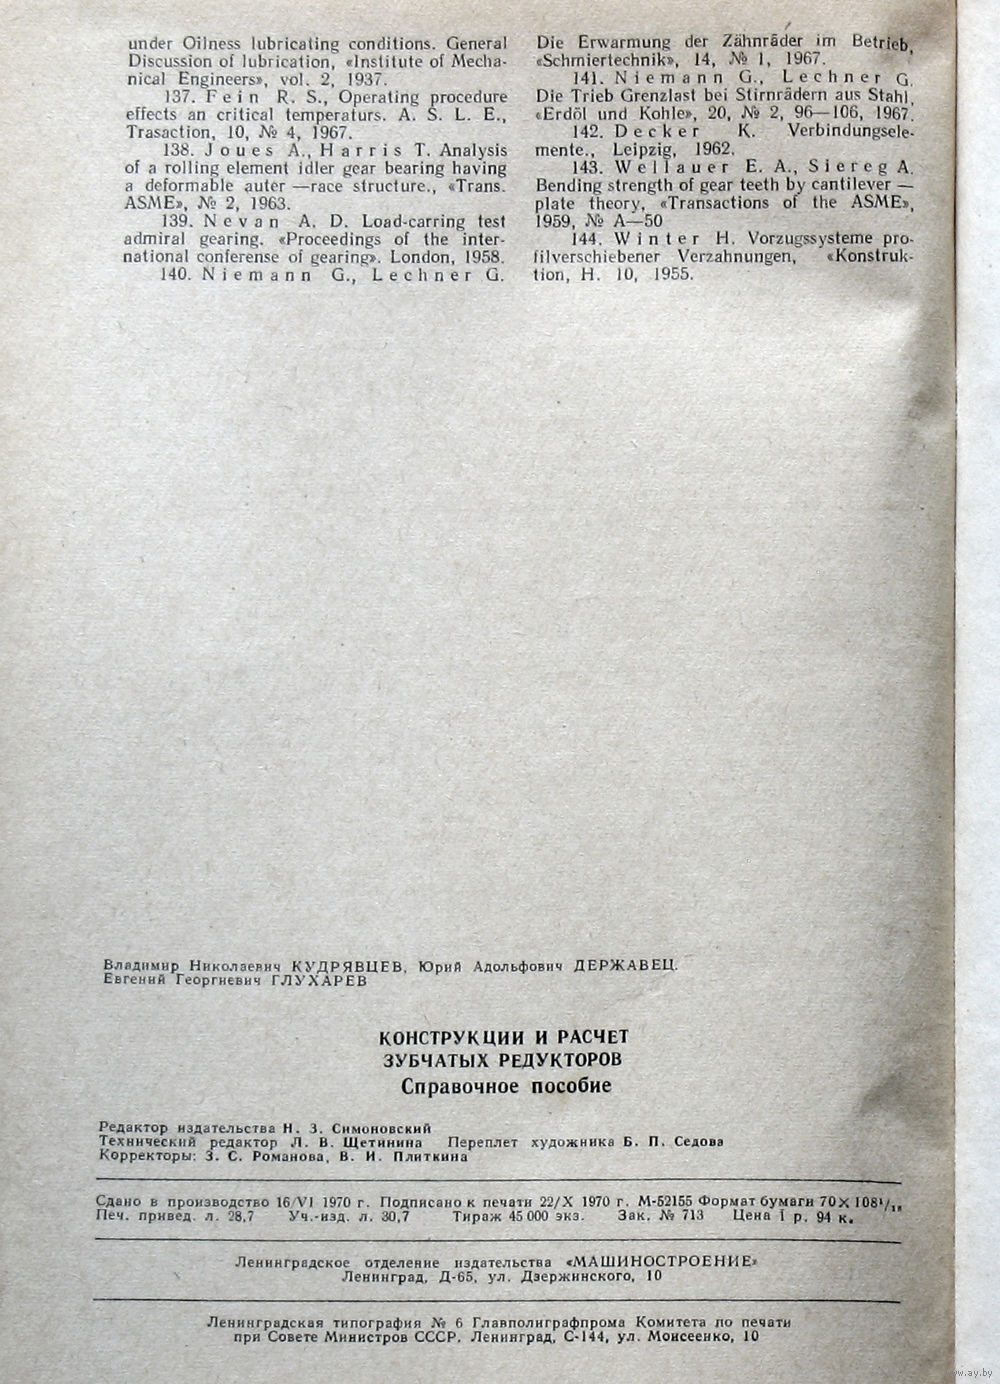 under Oilness lubricating conditions. General
Discussion of lubrication, «Institute of Mecha-
nical Engineers», vol. 2, 1937.
137. Fein R. S., Operating procedure
effects an critical temperaturs. A. S. L. E.,
Trasaction, 10, № 4, 1967.
138. Joues A., Harris T. Analysis
of a rolling element idler gear bearing having
a deformable auter —race structure., «Trans.
ASME», № 2, 1963.
139. Nevan A. D. Load-carring test
admiral gearing. «Proceedings of the inter-
national conferense of gearing». London, 1958.
140. Niemann G., Lechner G.
Die Erwarmung der Zähnräder im Betrieb,
«Schmiertechnik», 14, № 1, 1967.
141. Niemann G., Lechner G.
Die Trieb Grenzlast bei Stirnrädern aus Stahl,
«Erdöl und Kohle», 20, № 2, 96—106, 1967.
142. Decker K. Verbindungsele-
mente., Leipzig, 1962.
143. Wellauer E. A., Siereg A.
Bending strength of gear teeth by cantilever —
plate theory, «Transactions of the ASME»,
1959, № A—50
144. Winter H. Vorzugssysteme pro-
filverschiebener Verzahnungen, «Konstruk-
tion, H. 10, 1955.
Владимир Николаевич КУДРЯВЦЕВ, Юрий Адольфович ДЕРЖАВЕЦ.
Евгений Георгиевич ГЛУХАРЕВ
КОНСТРУКЦИИ И РАСЧЕТ
ЗУБЧАТЫХ РЕДУКТОРОВ
Справочное пособие
Редактор издательства Н. З. Симоновский
Технический редактор Л. В. Щетинина Переплет художника Б. П. Седова
Корректоры: З. С. Романова, В. И. Плиткина
Сдано в производство 16/VI 1970 г. Подписано к печати 22/X 1970 г. М-52155 Формат бумаги 70×108¹/₁₆
Печ. привед. л. 28,7 Уч.-изд. л. 30,7 Тираж 45 000 экз. Зак. № 713 Цена 1 р. 94 к.
Ленинградское отделение издательства «МАШИНОСТРОЕНИЕ»
Ленинград, Д-65, ул. Дзержинского, 10
Ленинградская типография № 6 Главполиграфпрома Комитета по печати
при Совете Министров СССР, Ленинград, С-144, ул. Моисеенко, 10